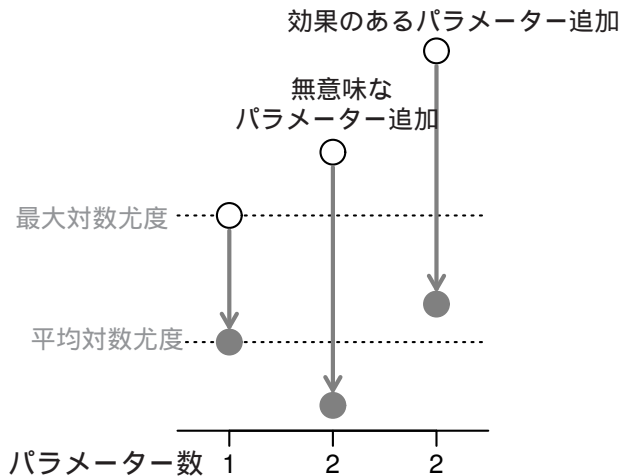 効果のあるパラメーター追加
無意味な
パラメーター追加
最大対数尤度
平均対数尤度
パラメーター数 1 2 2